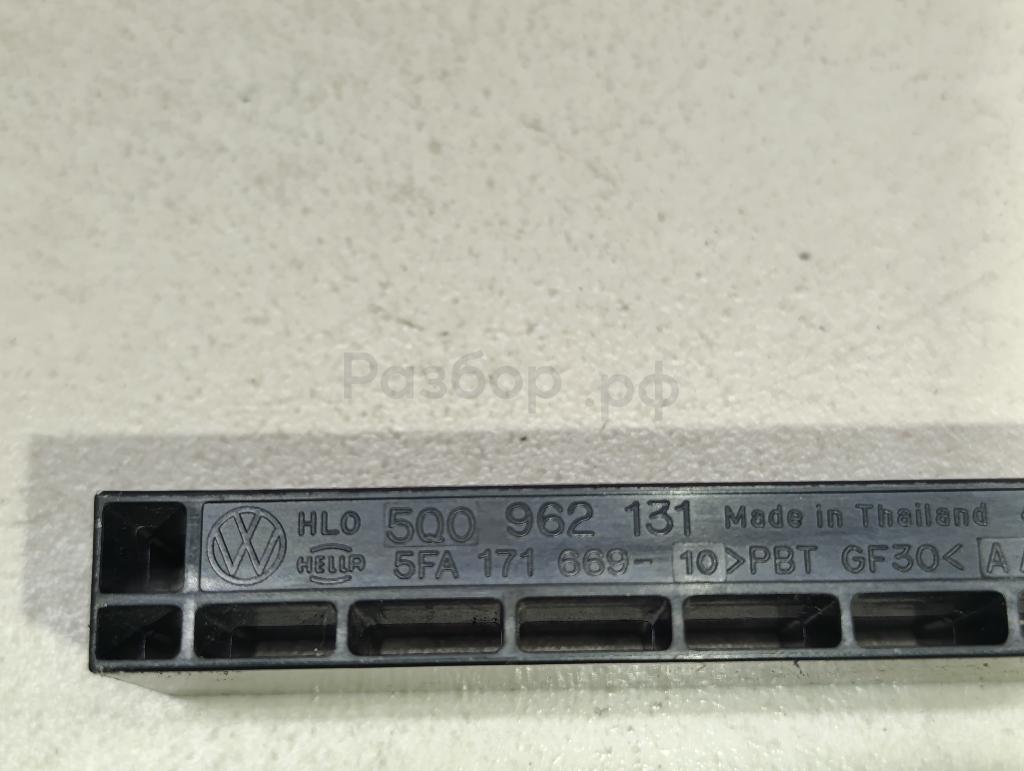 Разбор.рф
HLO 5Q0 962 131 Made in Thailand
HELLA 5FA 171 669-10 >PBT GF30< A